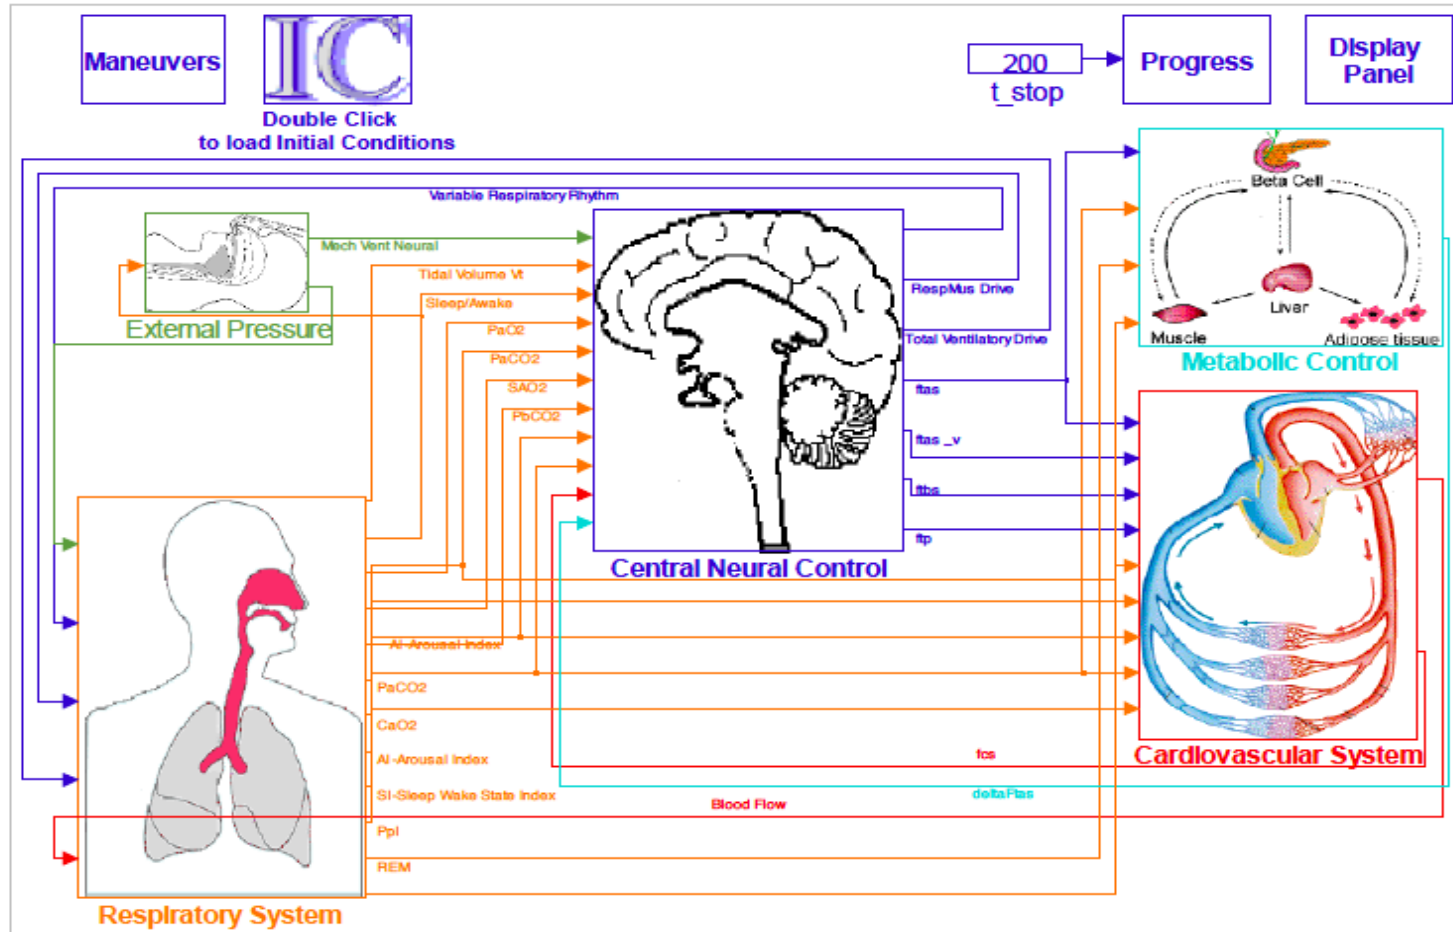 Maneuvers
IC
Double Click
to load Initial Conditions
200
t_stop
Progress
Display
Panel
Variable Respiratory Rhythm
Mech Vent Neural
Tidal Volume Vt
Sleep/Awake
PaO2
PaCO2
SAO2
PbCO2
External Pressure
RespMus Drive
Total Ventilatory Drive
ftas
ftas _v
ftbs
ftp
Central Neural Control
Beta Cell
Liver
Muscle
Adipose tissue
Metabolic Control
AI-Arousal Index
PaCO2
CaO2
AI-Arousal Index
SI-Sleep Wake State Index
Ppl
REM
fcs
deltaFtas
Blood Flow
Cardiovascular System
Respiratory System